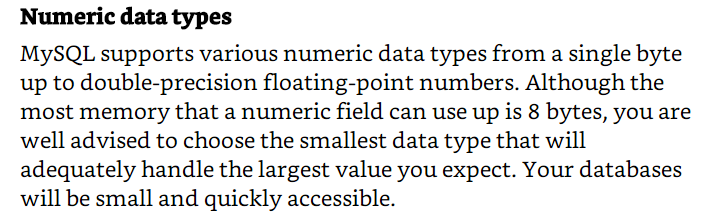 Numeric data types
MySQL supports various numeric data types from a single byte
up to double-precision floating-point numbers. Although the
most memory that a numeric field can use up is 8 bytes, you are
well advised to choose the smallest data type that will
adequately handle the largest value you expect. Your databases
will be small and quickly accessible.